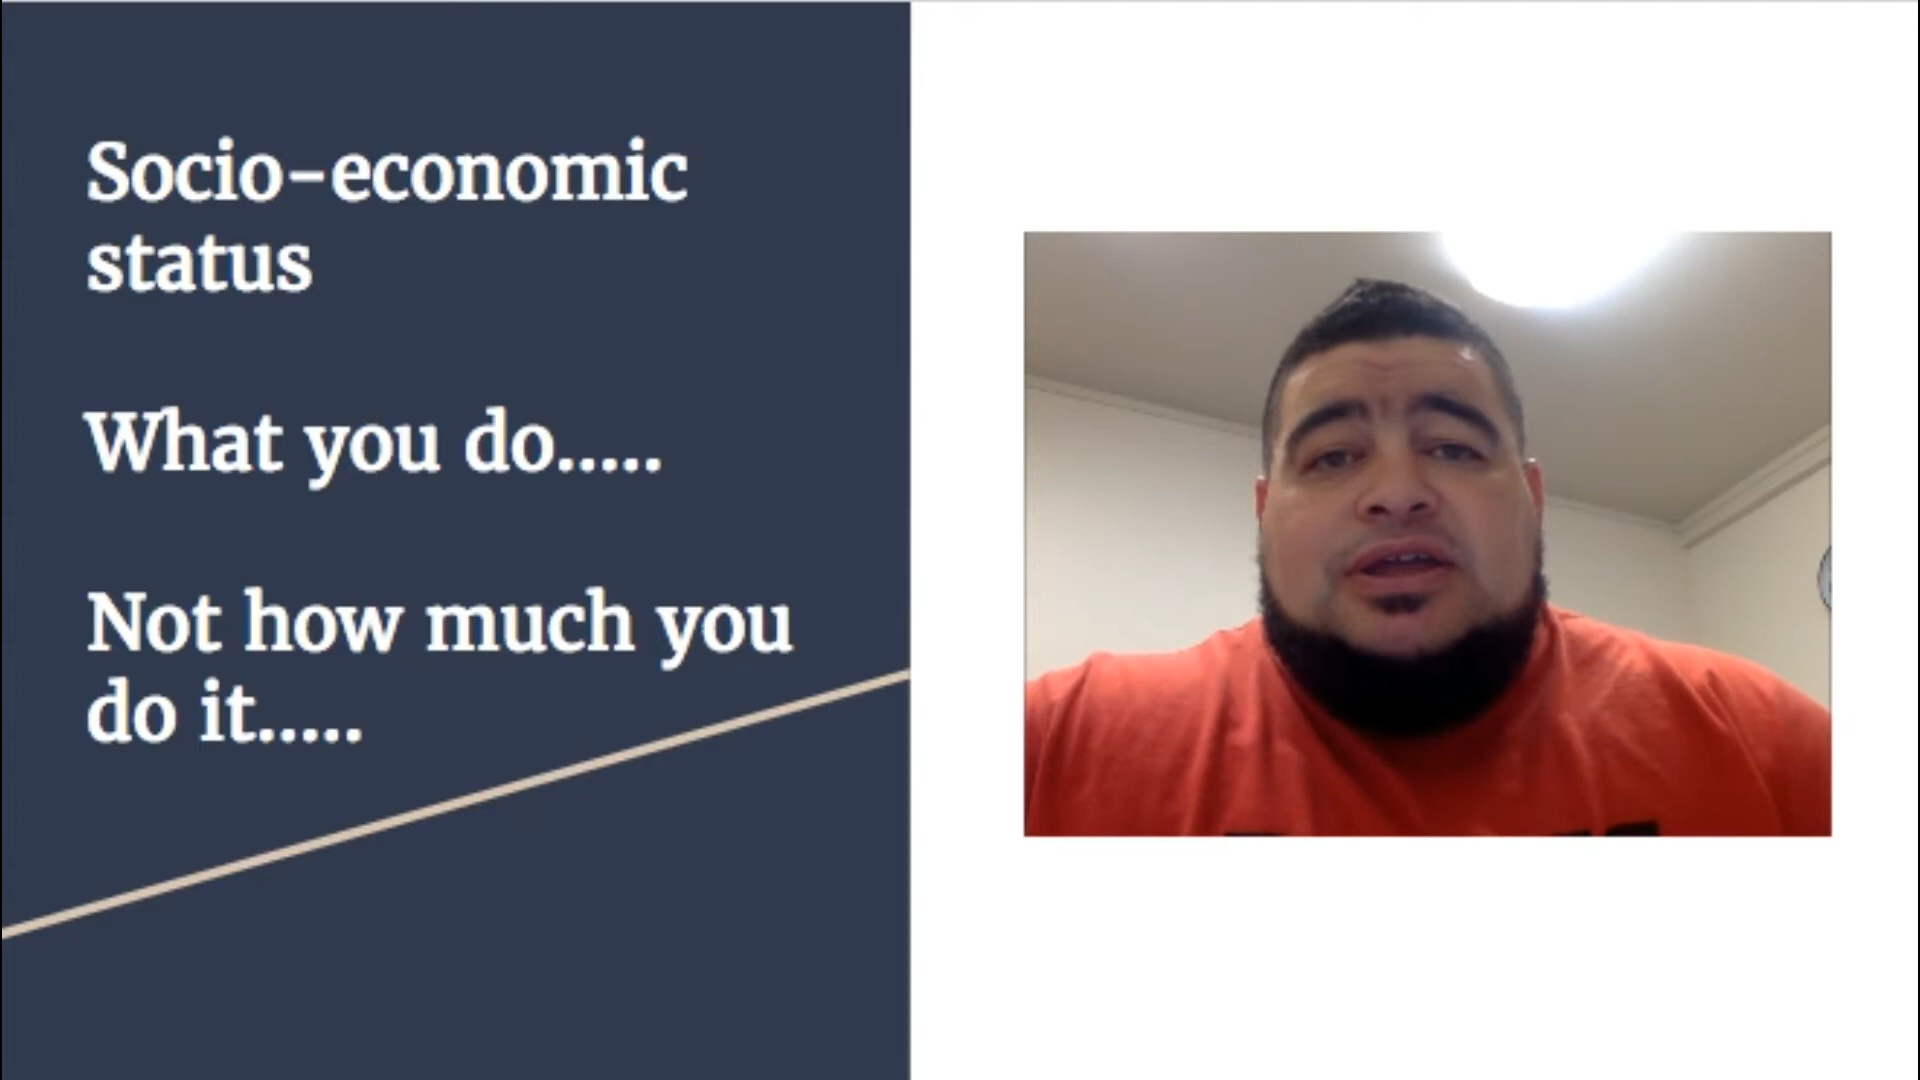 Socio-economic
status
What you do.....
Not how much you
do it.....